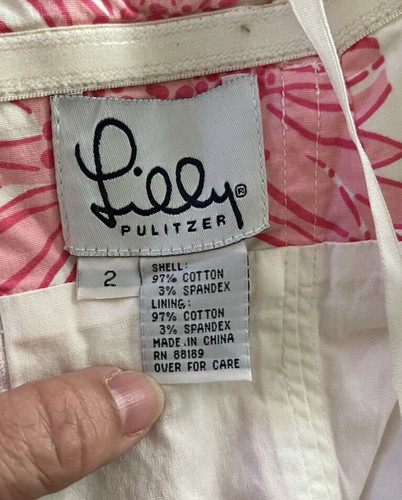 Lilly®
PULITZER
2
SHELL:
97% COTTON
3% SPANDEX
LINING:
97% COTTON
3% SPANDEX
MADE IN CHINA
RN 88189
OVER FOR CARE